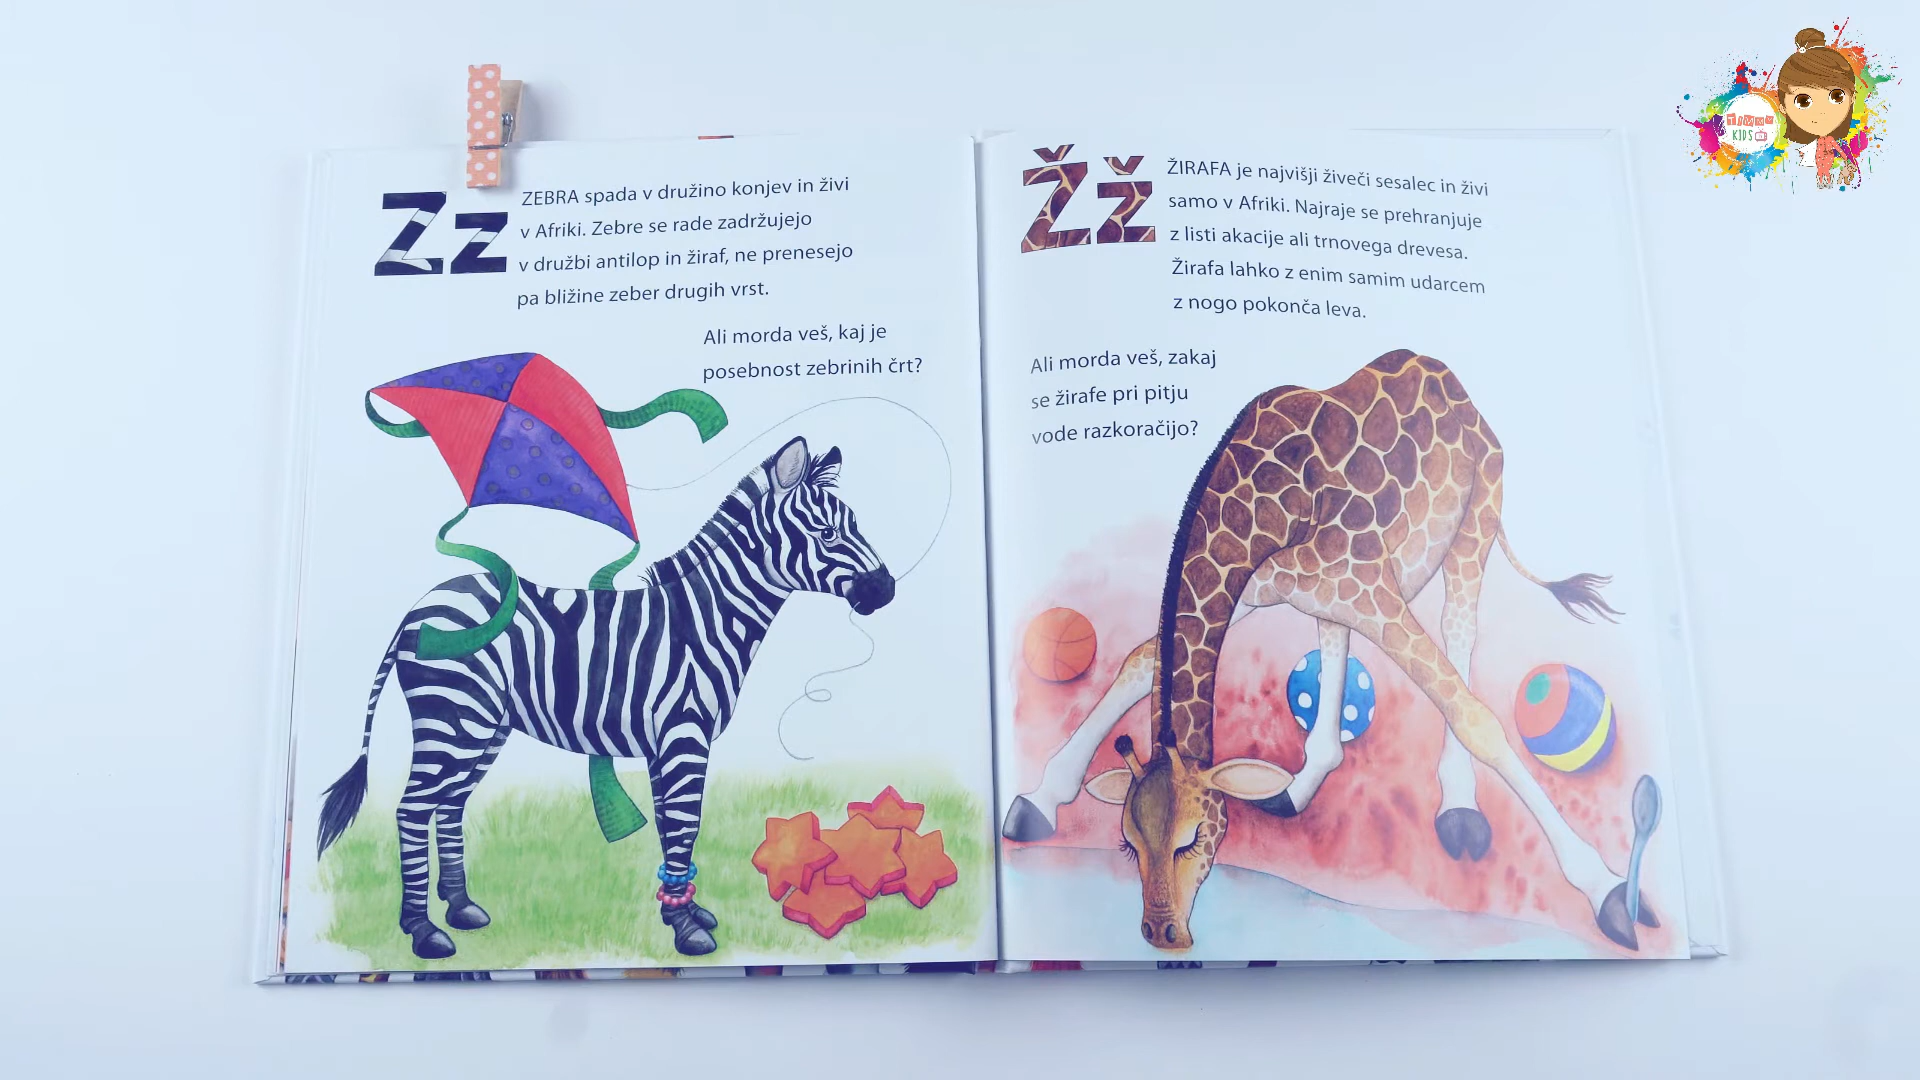 Zz
ZEBRA spada v družino konjev in živi
v Afriki. Zebre se rade zadržujejo
v družbi antilop in žiraf, ne prenesejo
pa bližine zeber drugih vrst.
Ali morda veš, kaj je
posebnost zebrinih črt?
Žž
ŽIRAFA je najvišji živeči sesalec in živi
samo v Afriki. Najraje se prehranjuje
z listi akacije ali trnovega drevesa.
Žirafa lahko z enim samim udarcem
z nogo pokonča leva.
Ali morda veš, zakaj
se žirafe pri pitju
vode razkoračijo?
KIDS